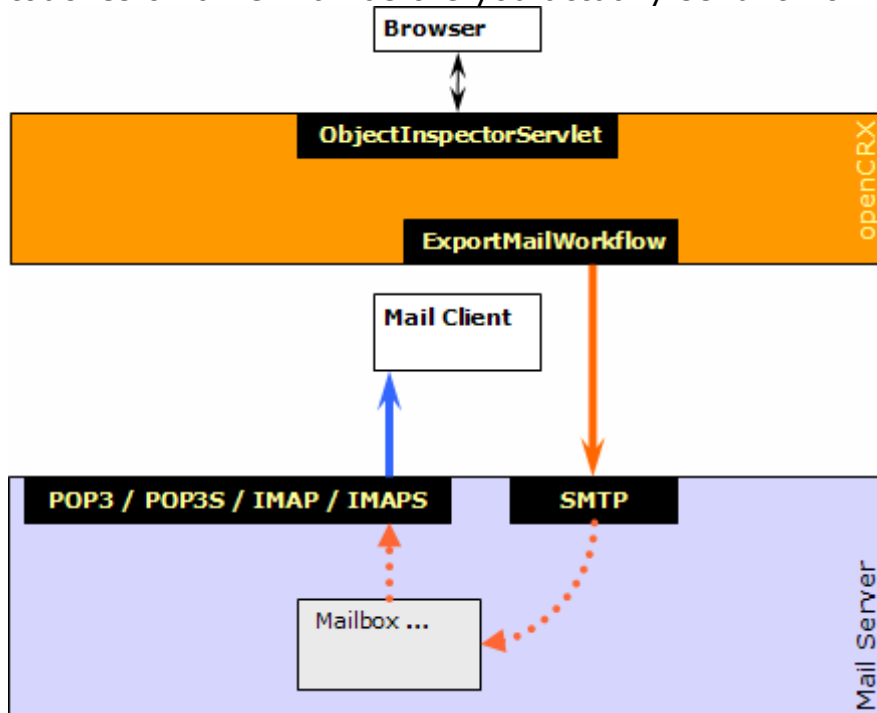 Browser
ObjectInspectorServlet
openCRX
ExportMailWorkflow
Mail Client
POP3 / POP3S / IMAP / IMAPS
SMTP
Mailbox ...
Mail Server